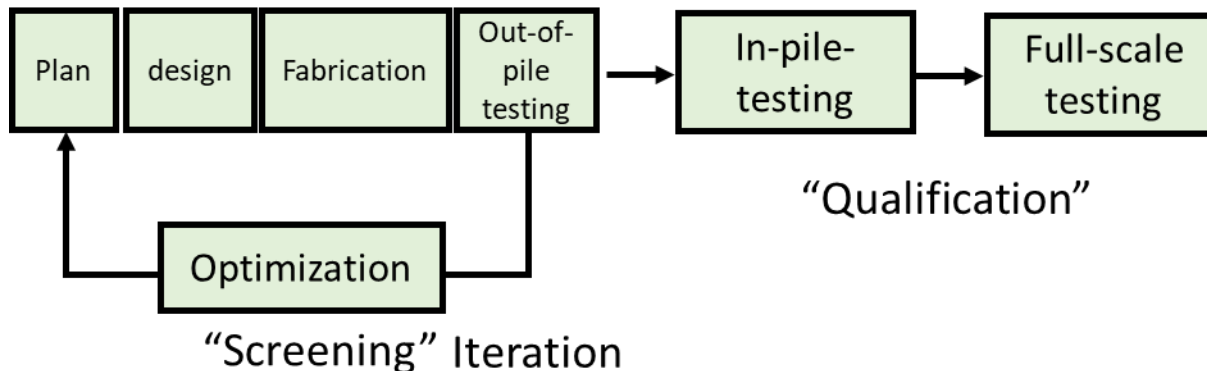 Plan
design
Fabrication
Out-of-
pile
testing
In-pile-
testing
Full-scale
testing
“Qualification”
Optimization
“Screening” Iteration